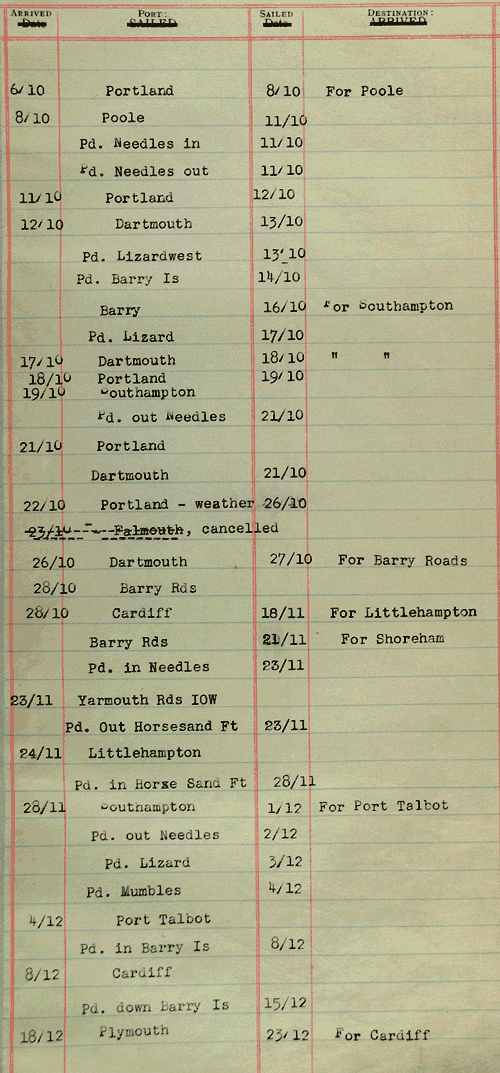 ARRIVED PORT: SAILED DESTINATION:
Date SAILED Date ARRIVED
6/10 Portland 8/10 For Poole
8/10 Poole 11/10
Pd. Needles in 11/10
Pd. Needles out 11/10
11/10 Portland 12/10
12/10 Dartmouth 13/10
Pd. Lizardwest 13/10
Pd. Barry Is 14/10
Barry 16/10 For Southampton
Pd. Lizard 17/10
17/10 Dartmouth 18/10 " "
18/10 Portland 19/10
19/10 Southampton
Pd. out Needles 21/10
21/10 Portland
Dartmouth 21/10
22/10 Portland - weather 26/10
23/10 - Falmouth, cancelled
26/10 Dartmouth 27/10 For Barry Roads
28/10 Barry Rds
28/10 Cardiff 18/11 For Littlehampton
Barry Rds 21/11 For Shoreham
Pd. in Needles 23/11
23/11 Yarmouth Rds IOW
Pd. Out Horsesand Ft 23/11
24/11 Littlehampton
Pd. in Horxe Sand Ft 28/11
28/11 Southampton 1/12 For Port Talbot
Pd. out Needles 2/12
Pd. Lizard 3/12
Pd. Mumbles 4/12
4/12 Port Talbot
Pd. in Barry Is 8/12
8/12 Cardiff
Pd. down Barry Is 15/12
18/12 Plymouth 23/12 For Cardiff